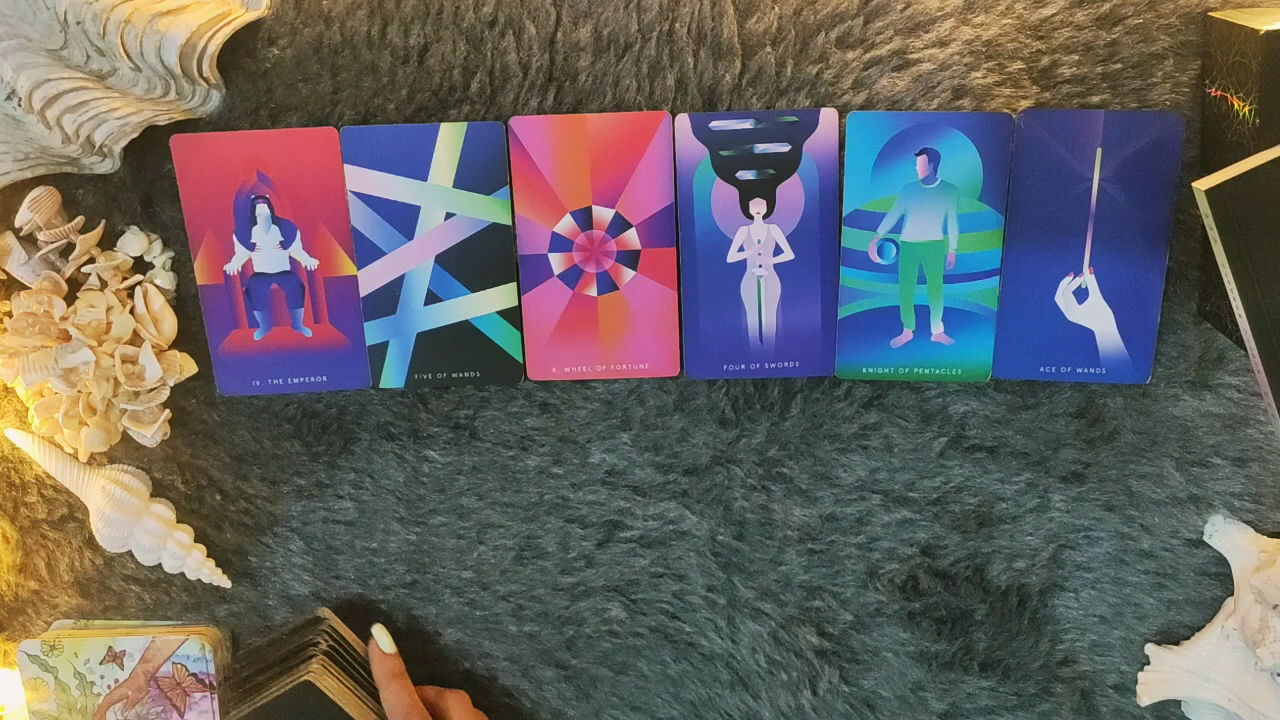 IV. THE EMPEROR
FIVE OF WANDS
X. WHEEL OF FORTUNE
FOUR OF SWORDS
KNIGHT OF PENTACLES
ACE OF WANDS